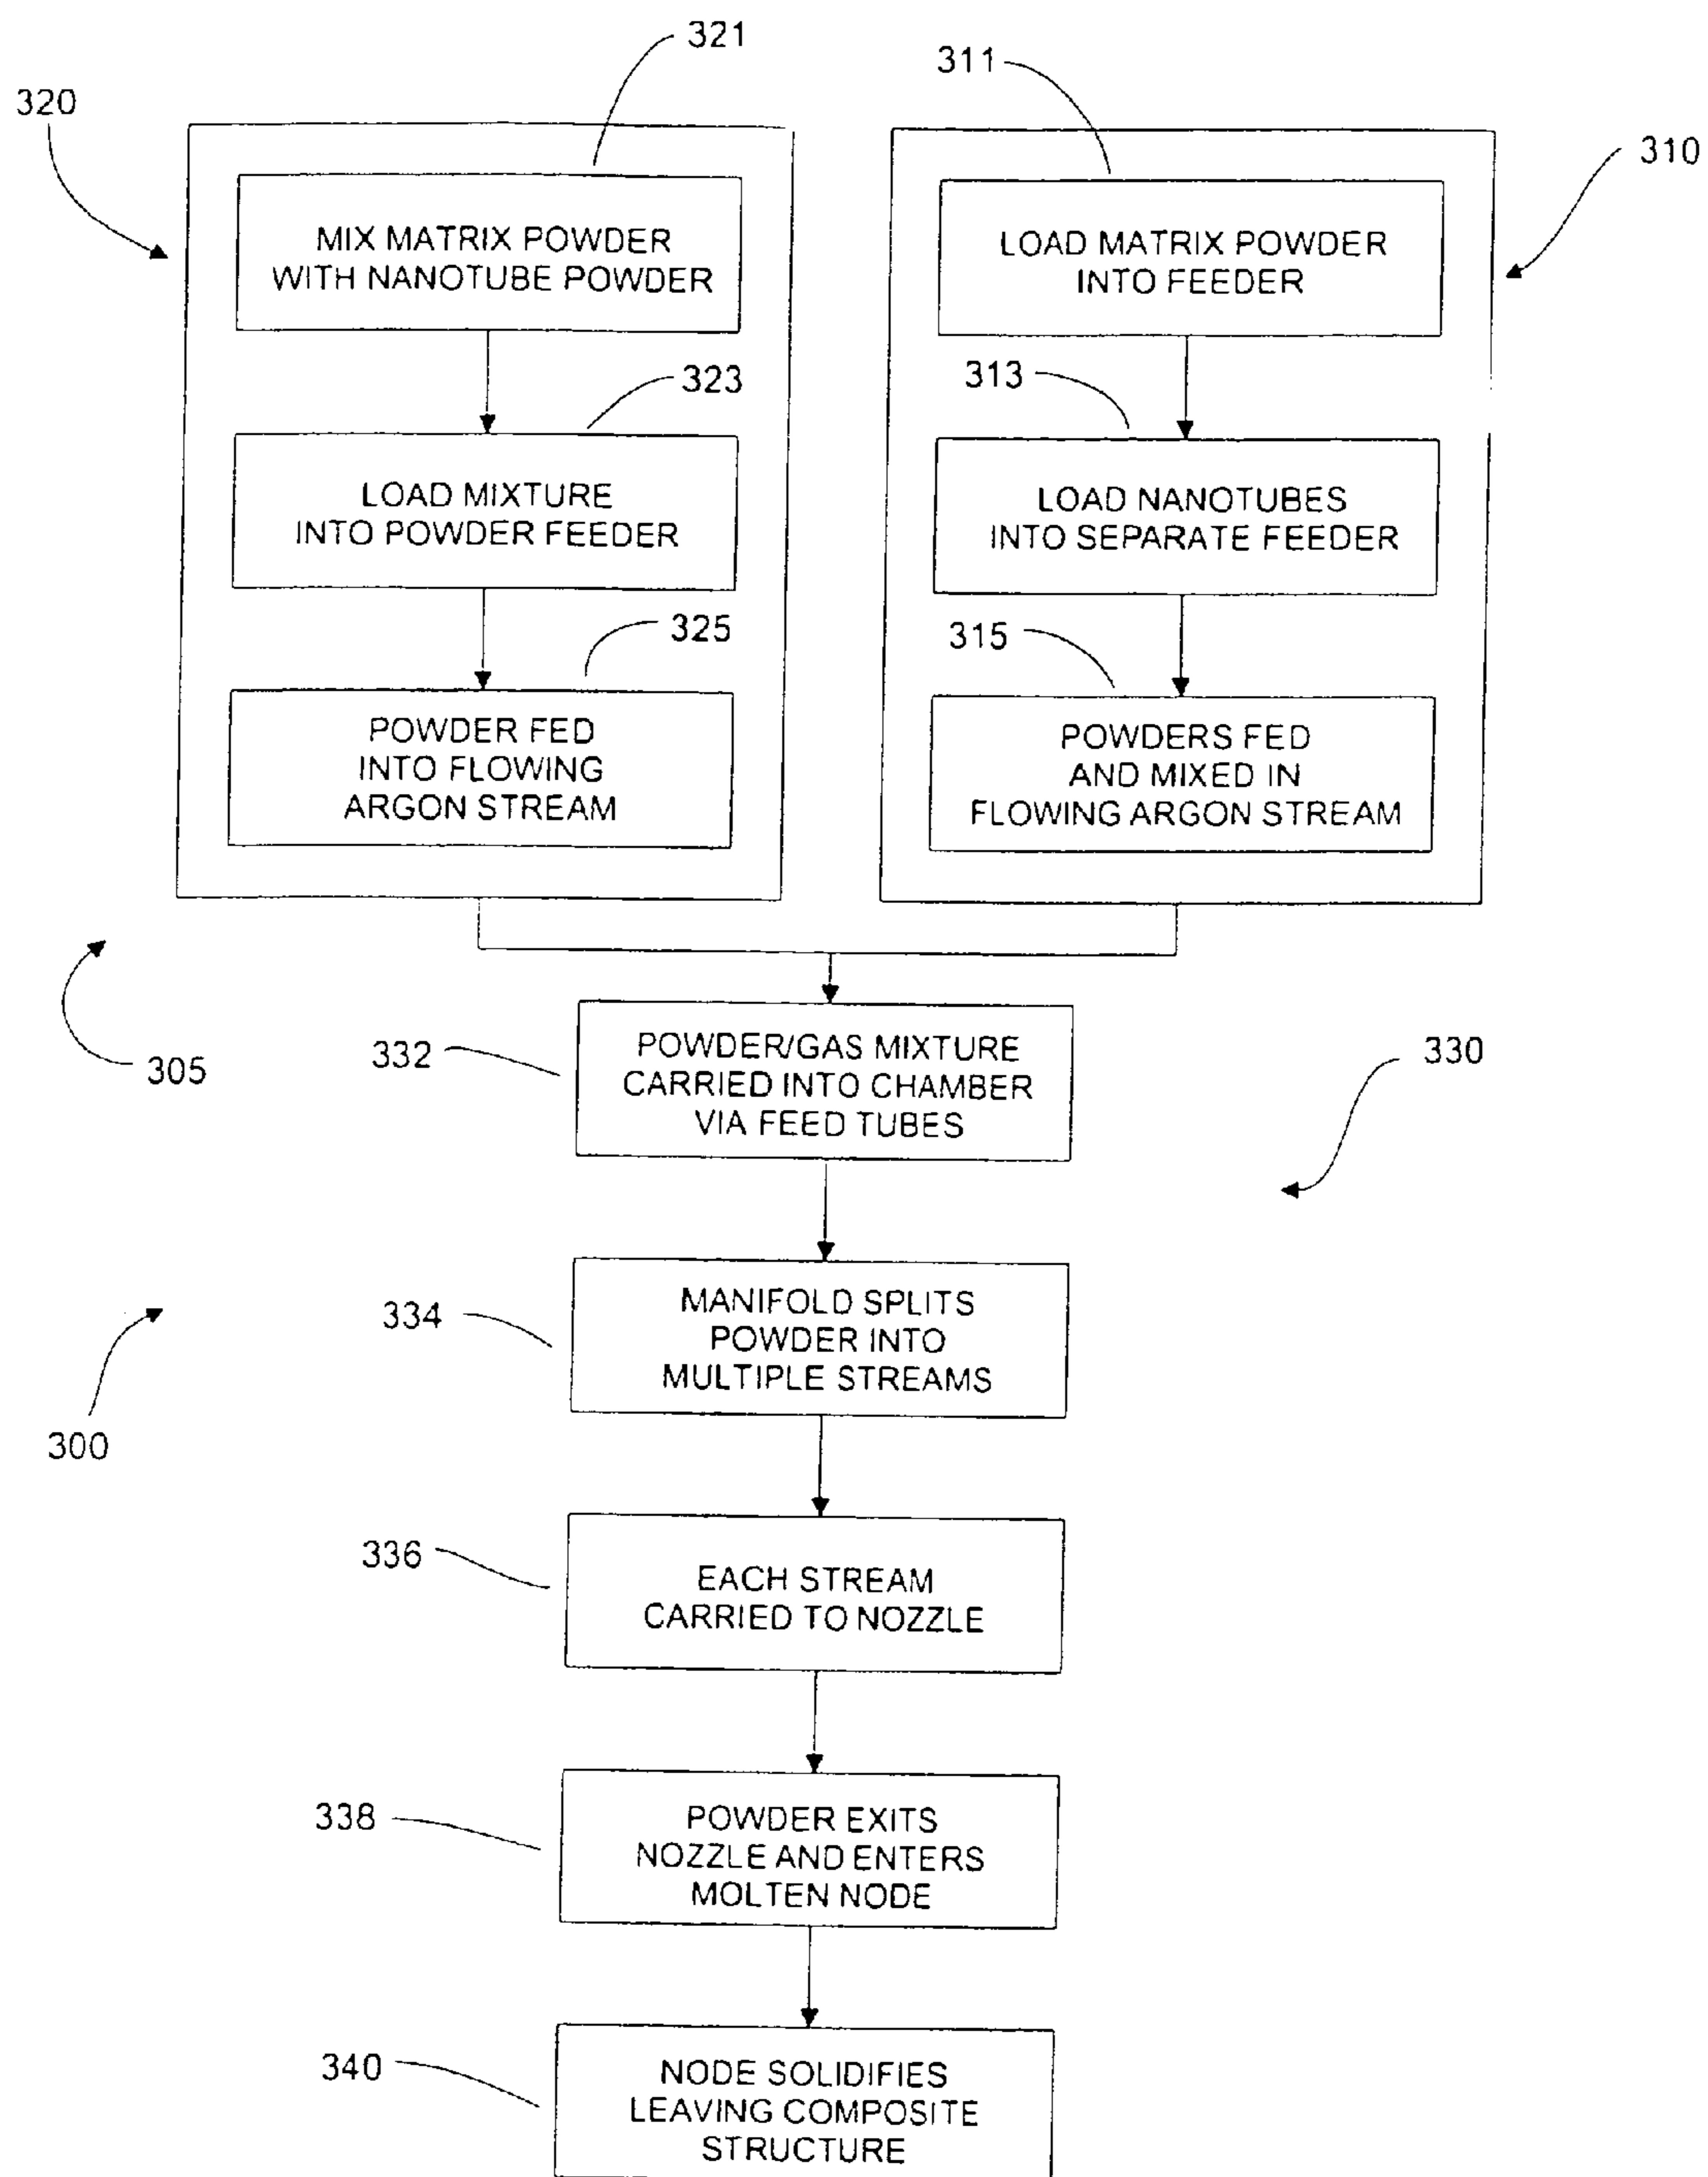 321
311
320
310
MIX MATRIX POWDER
WITH NANOTUBE POWDER
LOAD MATRIX POWDER
INTO FEEDER
323
313
LOAD MIXTURE
INTO POWDER FEEDER
LOAD NANOTUBES
INTO SEPARATE FEEDER
325
315
POWDER FED
INTO FLOWING
ARGON STREAM
POWDERS FED
AND MIXED IN
FLOWING ARGON STREAM
305
332
POWDER/GAS MIXTURE
CARRIED INTO CHAMBER
VIA FEED TUBES
330
334
MANIFOLD SPLITS
POWDER INTO
MULTIPLE STREAMS
300
336
EACH STREAM
CARRIED TO NOZZLE
338
POWDER EXITS
NOZZLE AND ENTERS
MOLTEN NODE
340
NODE SOLIDIFIES
LEAVING COMPOSITE
STRUCTURE